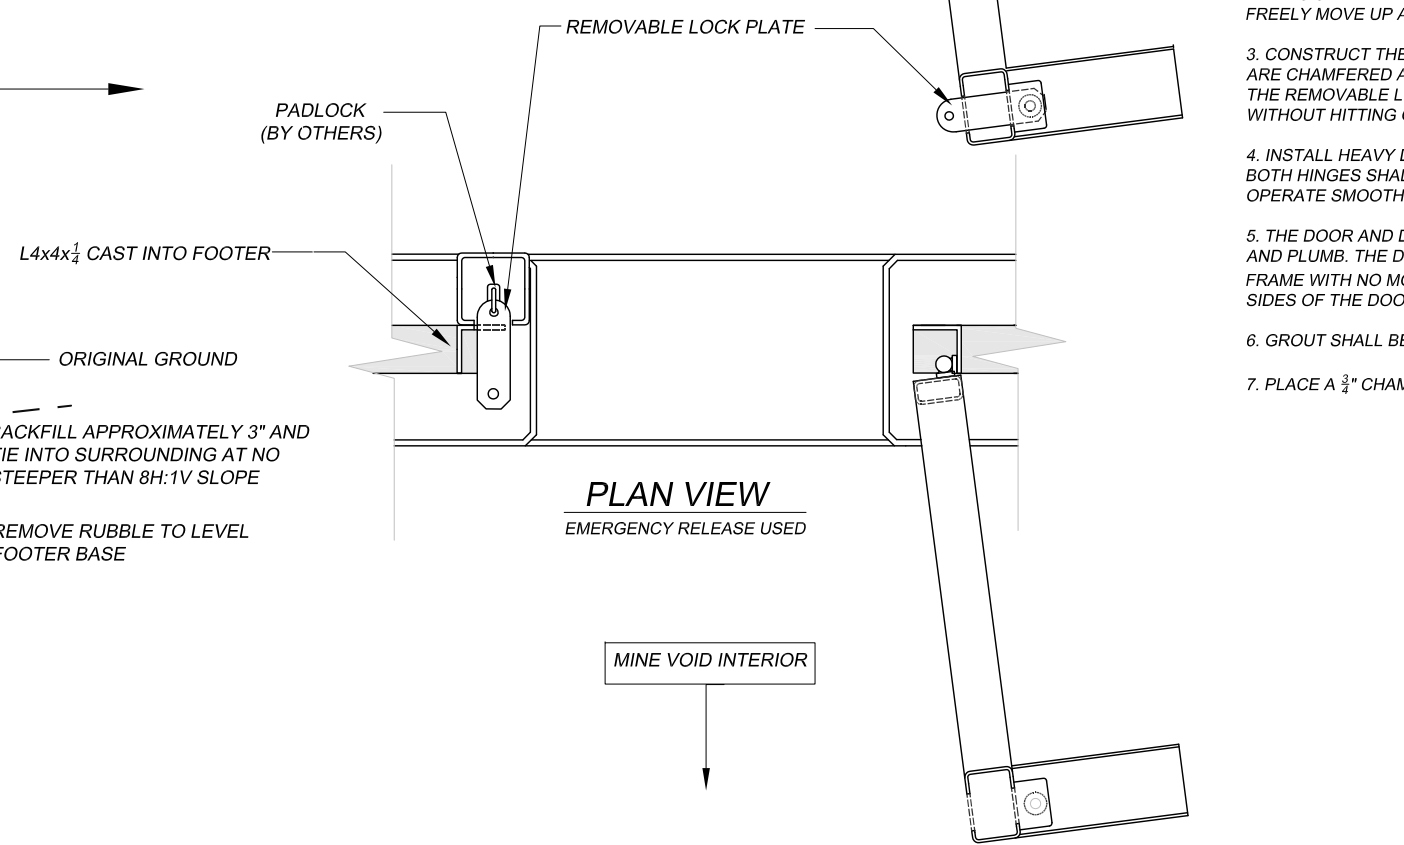 REMOVABLE LOCK PLATE
PADLOCK
(BY OTHERS)
L4x4x1/4 CAST INTO FOOTER
ORIGINAL GROUND
ACKFILL APPROXIMATELY 3" AND
TIE INTO SURROUNDING AT NO
STEEPER THAN 8H:1V SLOPE
REMOVE RUBBLE TO LEVEL
FOOTER BASE
PLAN VIEW
EMERGENCY RELEASE USED
MINE VOID INTERIOR
FREELY MOVE UP A
3. CONSTRUCT THE
ARE CHAMFERED A
THE REMOVABLE L
WITHOUT HITTING
4. INSTALL HEAVY
BOTH HINGES SHAL
OPERATE SMOOTH
5. THE DOOR AND
AND PLUMB. THE D
FRAME WITH NO MO
SIDES OF THE DOO
6. GROUT SHALL BE
7. PLACE A 3/4" CHAM